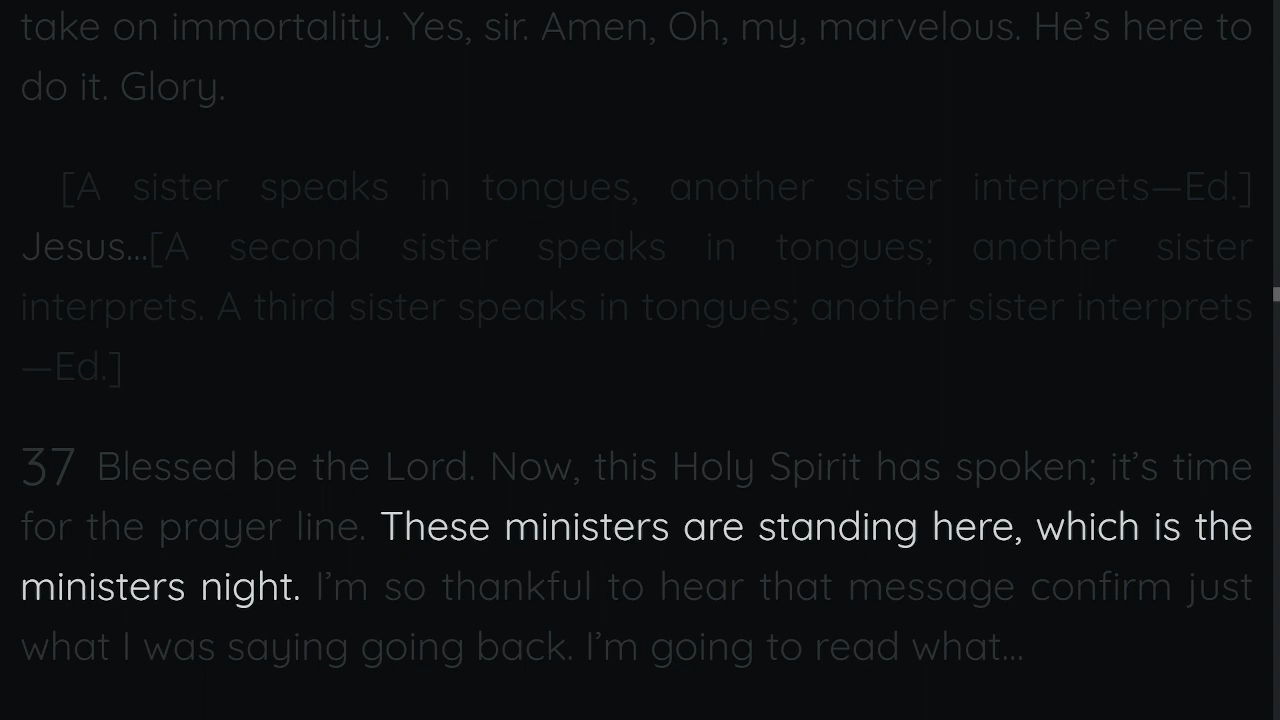 take on immortality. Yes, sir. Amen, Oh, my, marvelous. He’s here to
do it. Glory.
[A sister speaks in tongues, another sister interprets—Ed.]
Jesus...[A second sister speaks in tongues; another sister
interprets. A third sister speaks in tongues; another sister interprets
—Ed.]
37 Blessed be the Lord. Now, this Holy Spirit has spoken; it’s time
for the prayer line. These ministers are standing here, which is the
ministers night. I’m so thankful to hear that message confirm just
what I was saying going back. I’m going to read what...